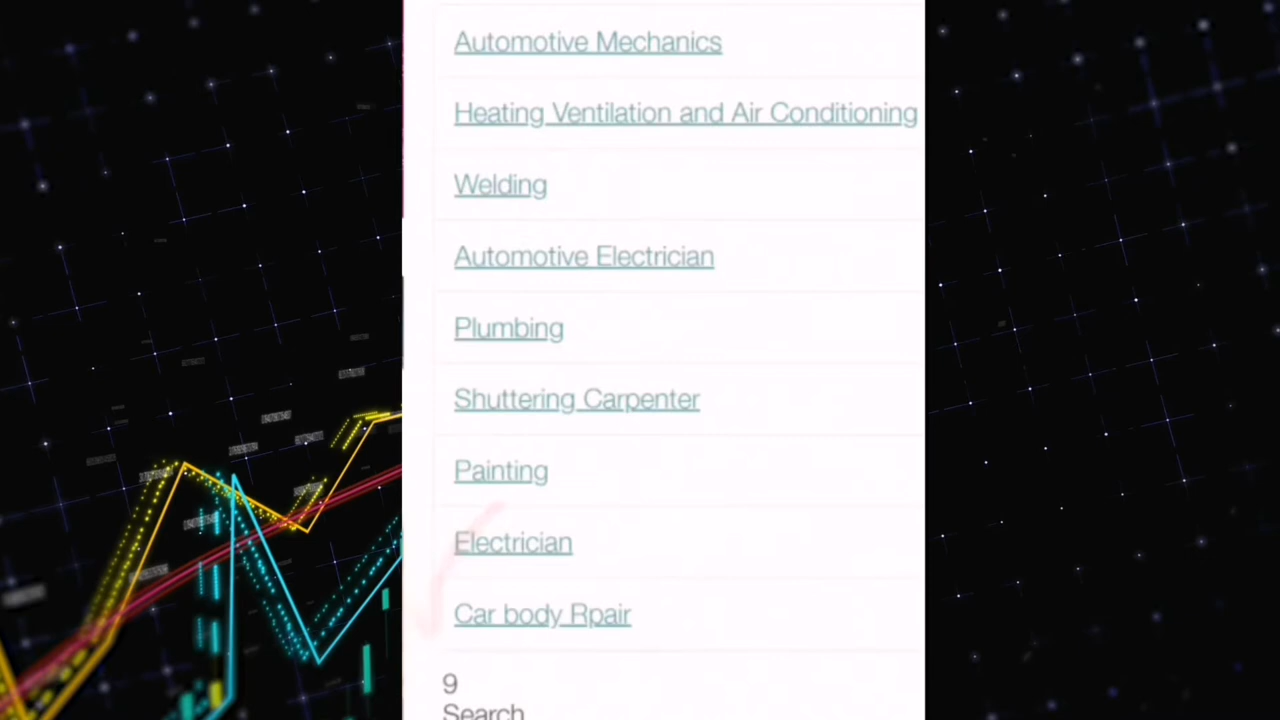 Automotive Mechanics
Heating Ventilation and Air Conditioning
Welding
Automotive Electrician
Plumbing
Shuttering Carpenter
Painting
Electrician
Car body Rpair
9
Search